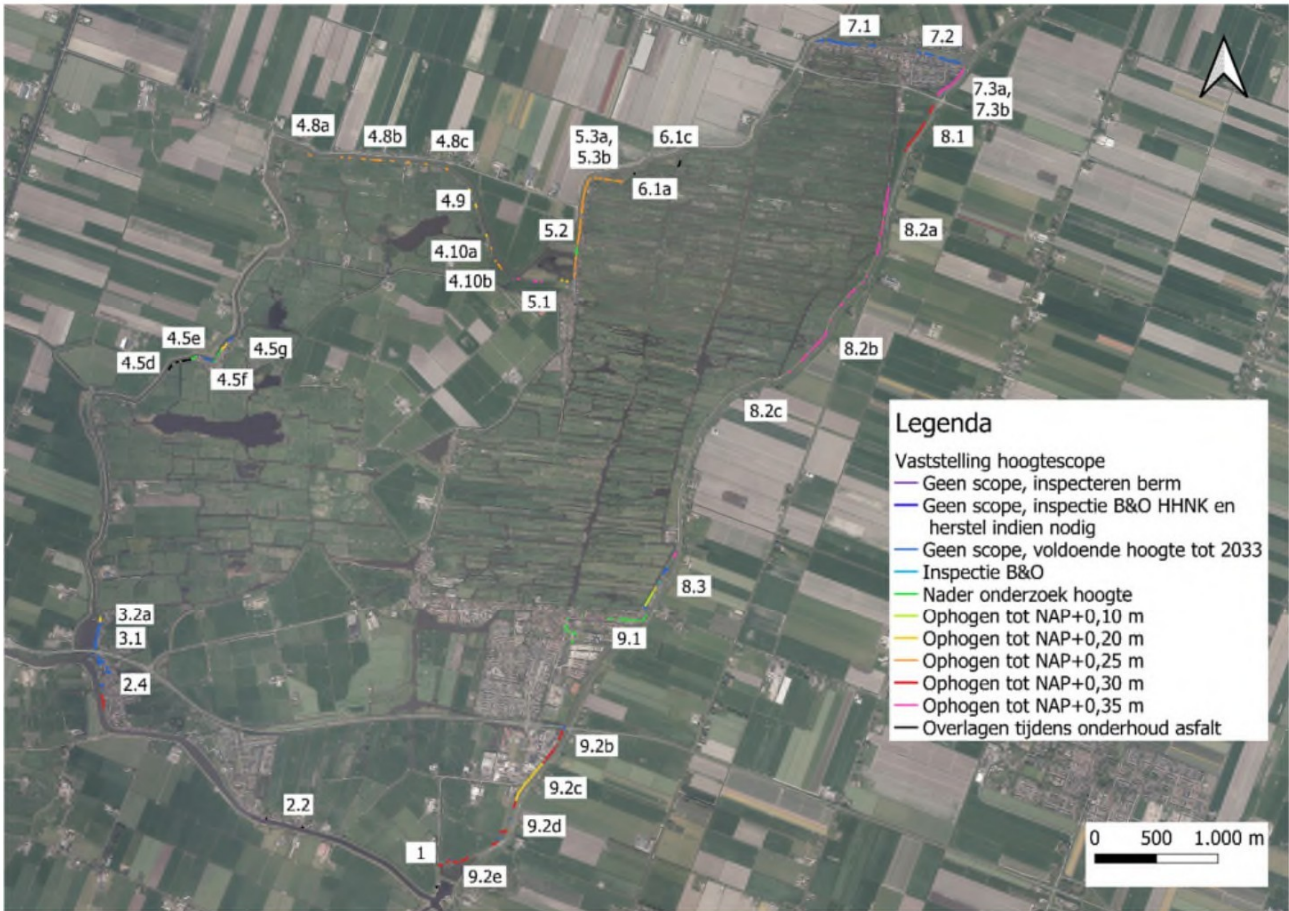 7.1
7.2
7.3a,
7.3b
8.1
4.8a
4.8b
4.8c
5.3a,
5.3b
6.1c
6.1a
4.9
5.2
8.2a
4.10a
4.10b
5.1
4.5e
4.5d
4.5g
4.5f
8.2b
8.2c
8.3
3.2a
3.1
9.1
2.4
9.2b
9.2c
2.2
9.2d
1
9.2e
Legenda
Vaststelling hoogtescope
Geen scope, inspecteren berm
Geen scope, inspectie B&O HHNK en
herstel indien nodig
Geen scope, voldoende hoogte tot 2033
Inspectie B&O
Nader onderzoek hoogte
Ophogen tot NAP+0,10 m
Ophogen tot NAP+0,20 m
Ophogen tot NAP+0,25 m
Ophogen tot NAP+0,30 m
Ophogen tot NAP+0,35 m
Overlagen tijdens onderhoud asfalt
0 500 1.000 m